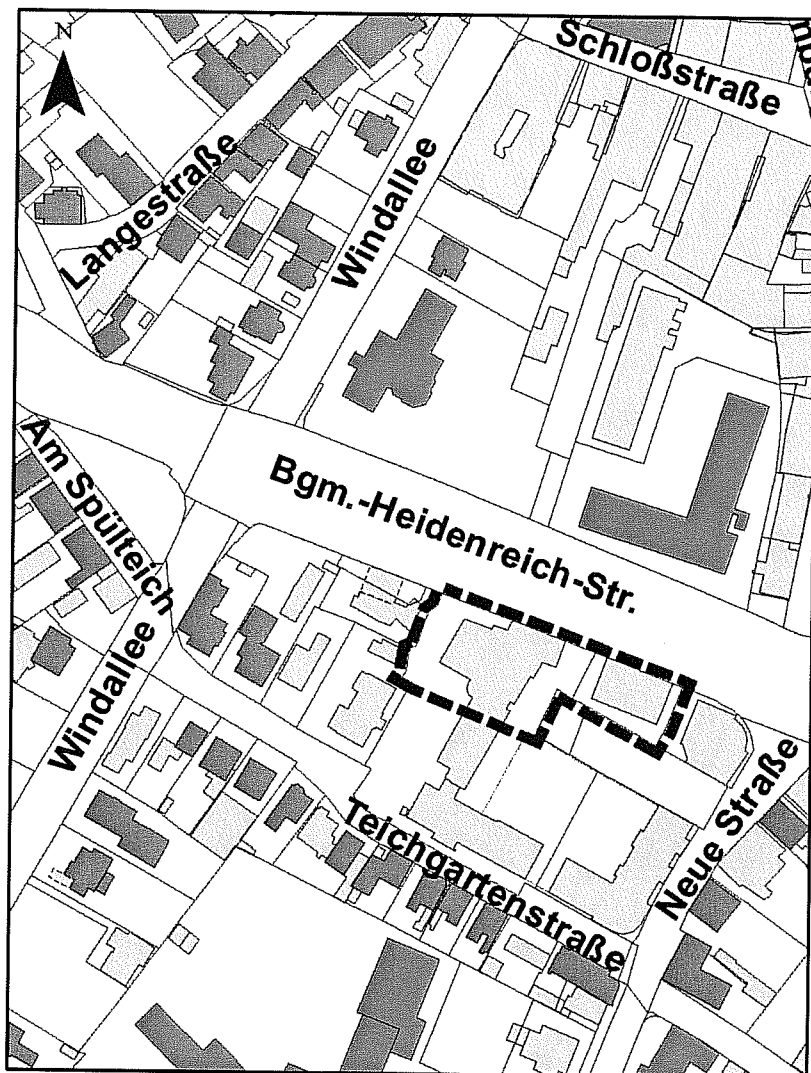 N
Schloßstraße
Langestraße
Windallee
Am Spülteich
Bgm.-Heidenreich-Str.
Windallee
Teichgartenstraße
Neue Straße